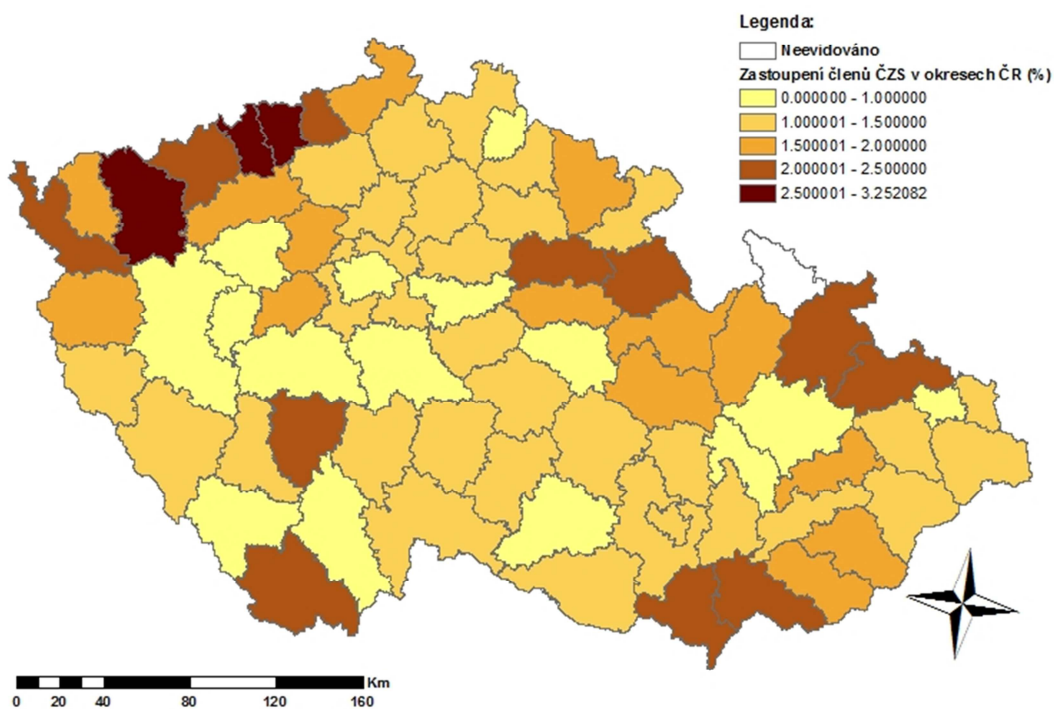 Legenda:
Neevidováno
Zastoupení členů ČZS v okresech ČR (%)
0.000000 - 1.000000
1.000001 - 1.500000
1.500001 - 2.000000
2.000001 - 2.500000
2.500001 - 3.252082
Km
0 20 40 80 120 160